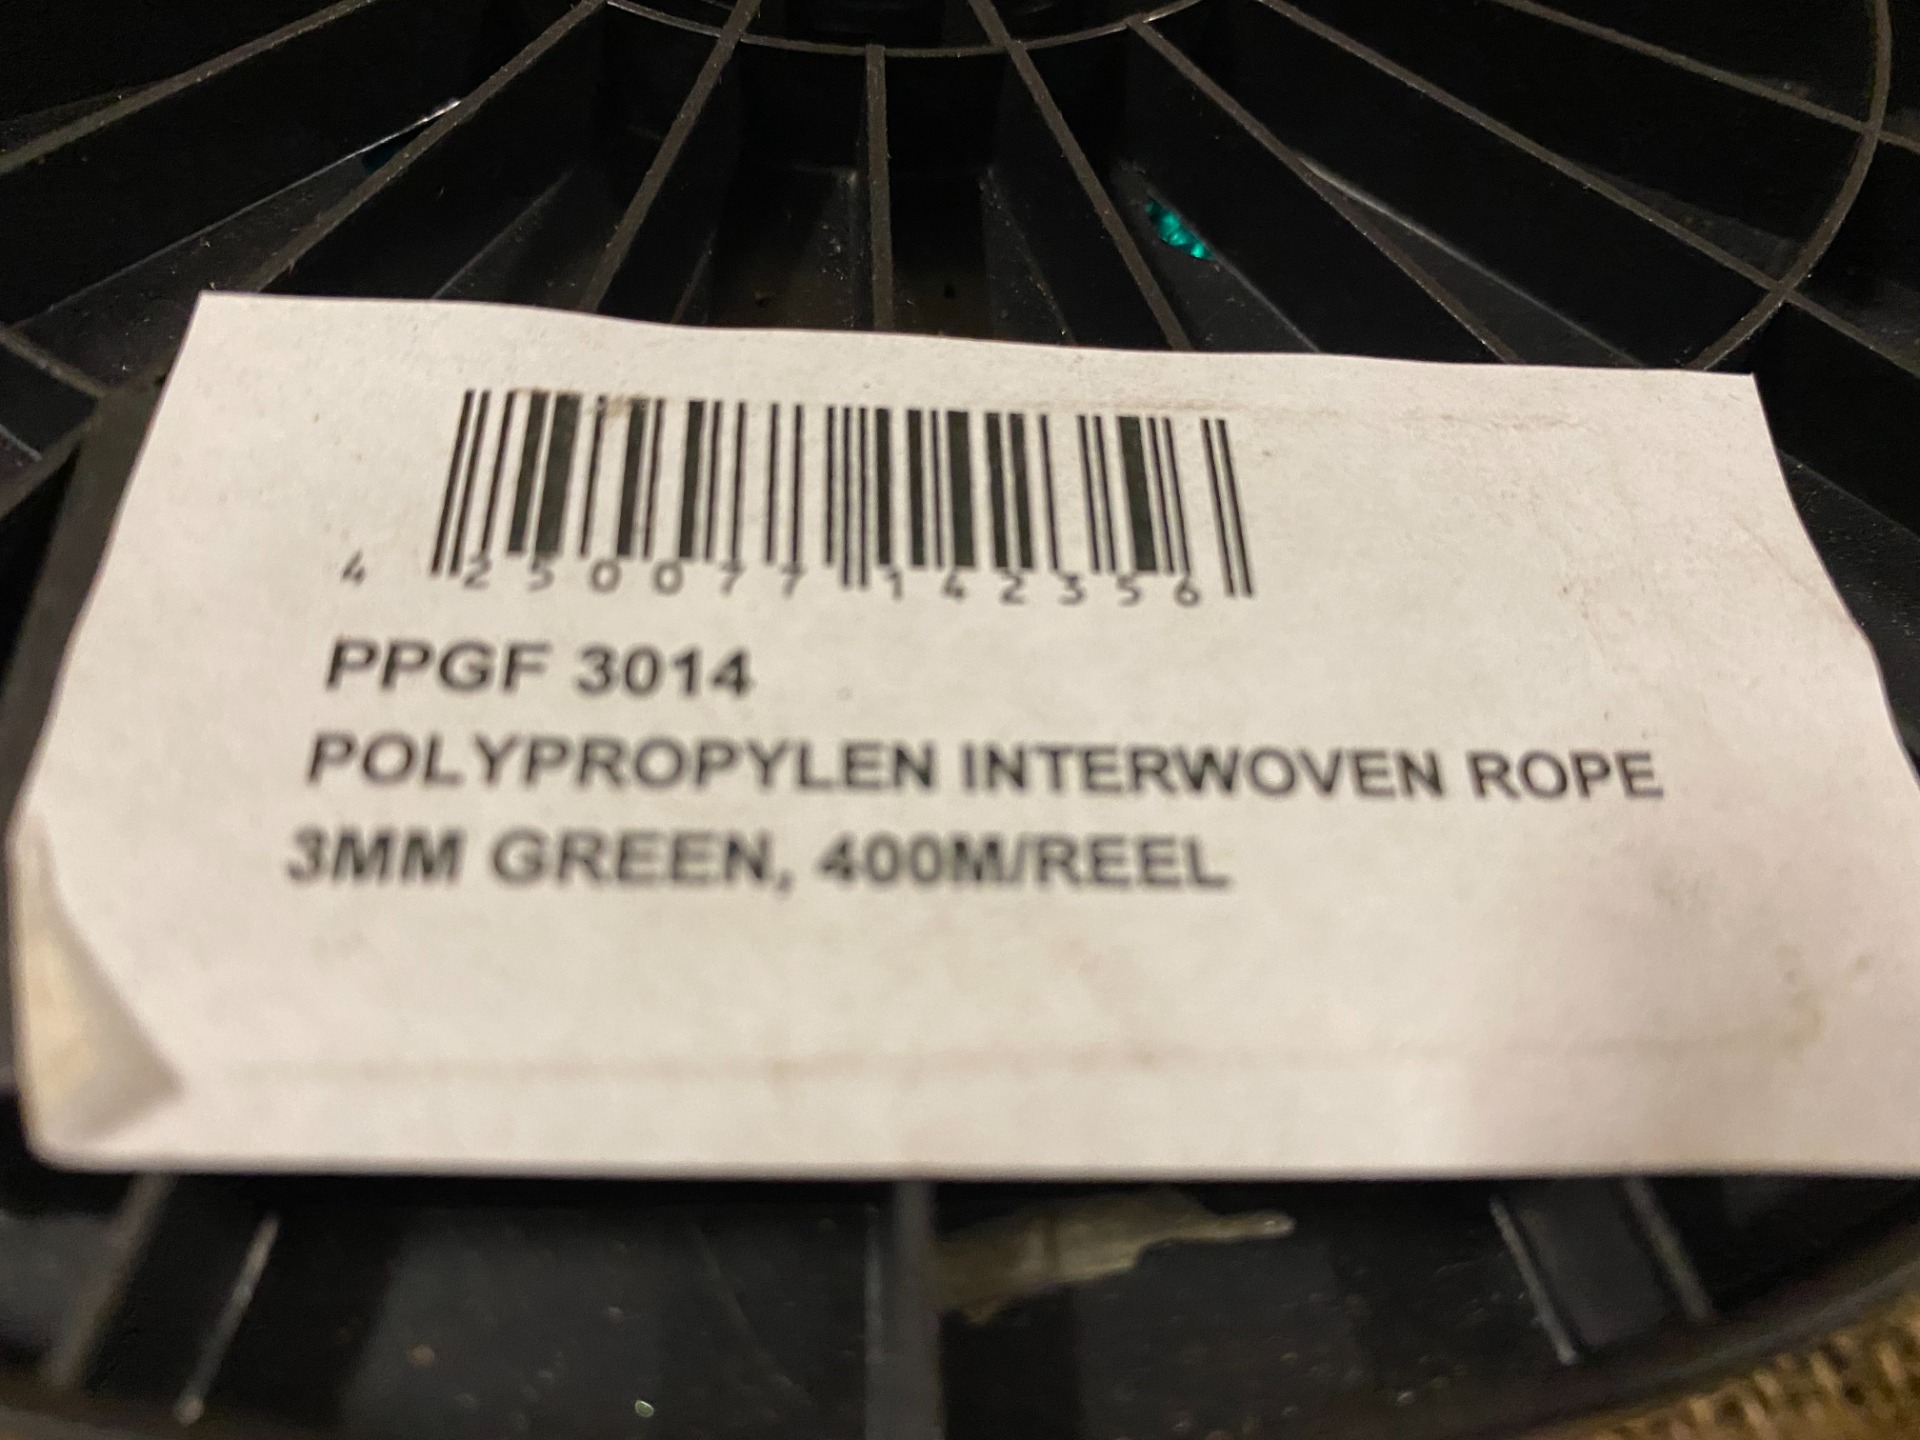 4 250077 142356
PPGF 3014
POLYPROPYLEN INTERWOVEN ROPE
3MM GREEN, 400M/REEL